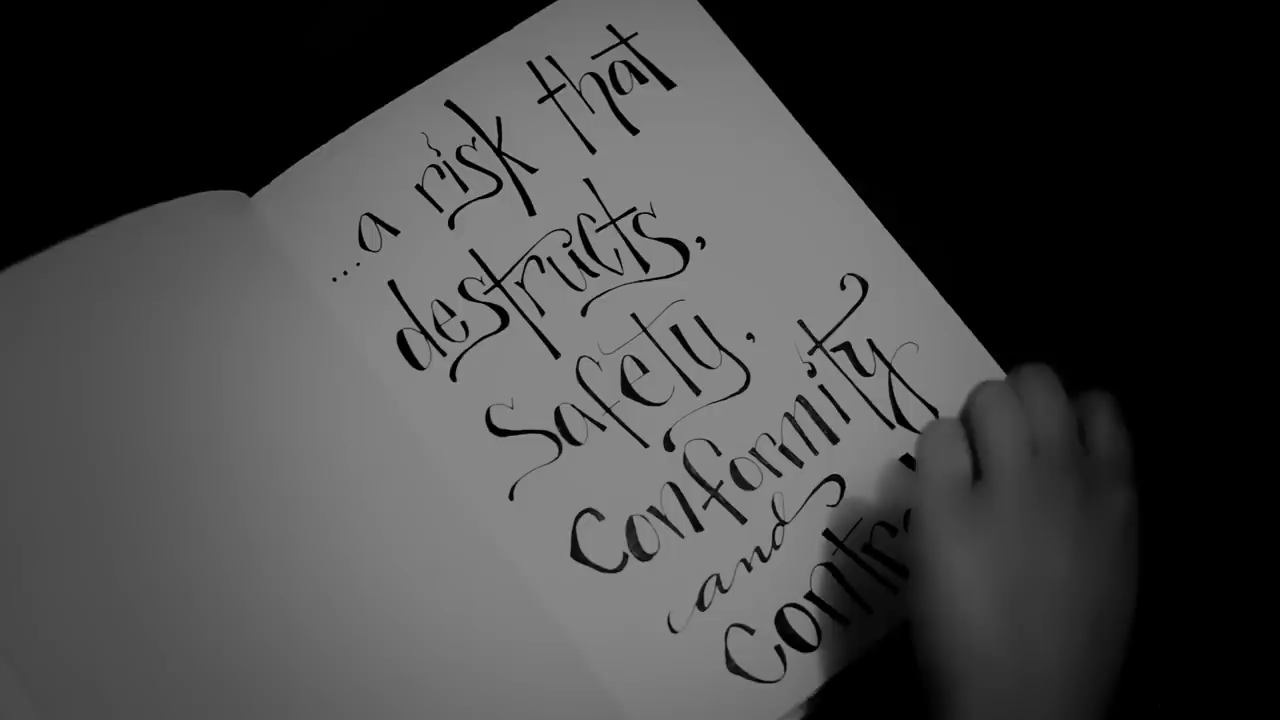 ...a risk that
destructs,
Safety,
Conformity
and